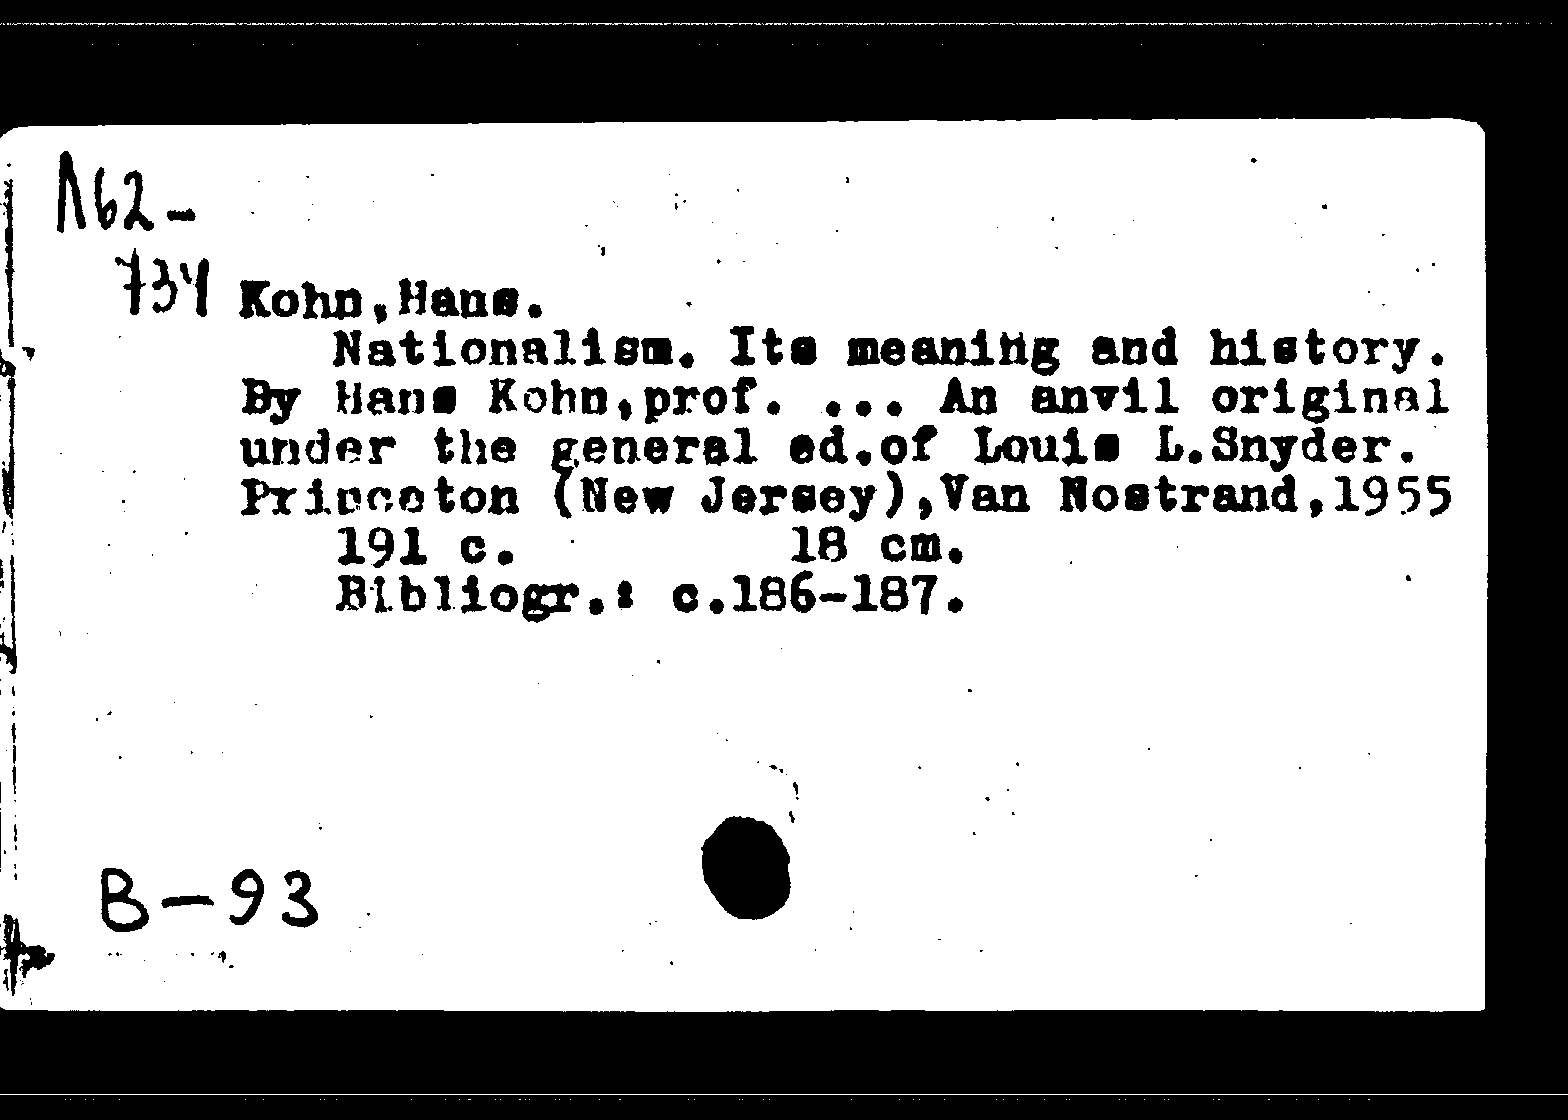 Л62-
734
Kohn,Hans.
Nationalism. Its meaning and history.
By Hans Kohn,prof. ... An anvil original
under the general ed.of Louis L.Snyder.
Princeton (New Jersey),Van Nostrand,1955
191 c. 18 cm.
Bibliogr.: c.186-187.
B-93